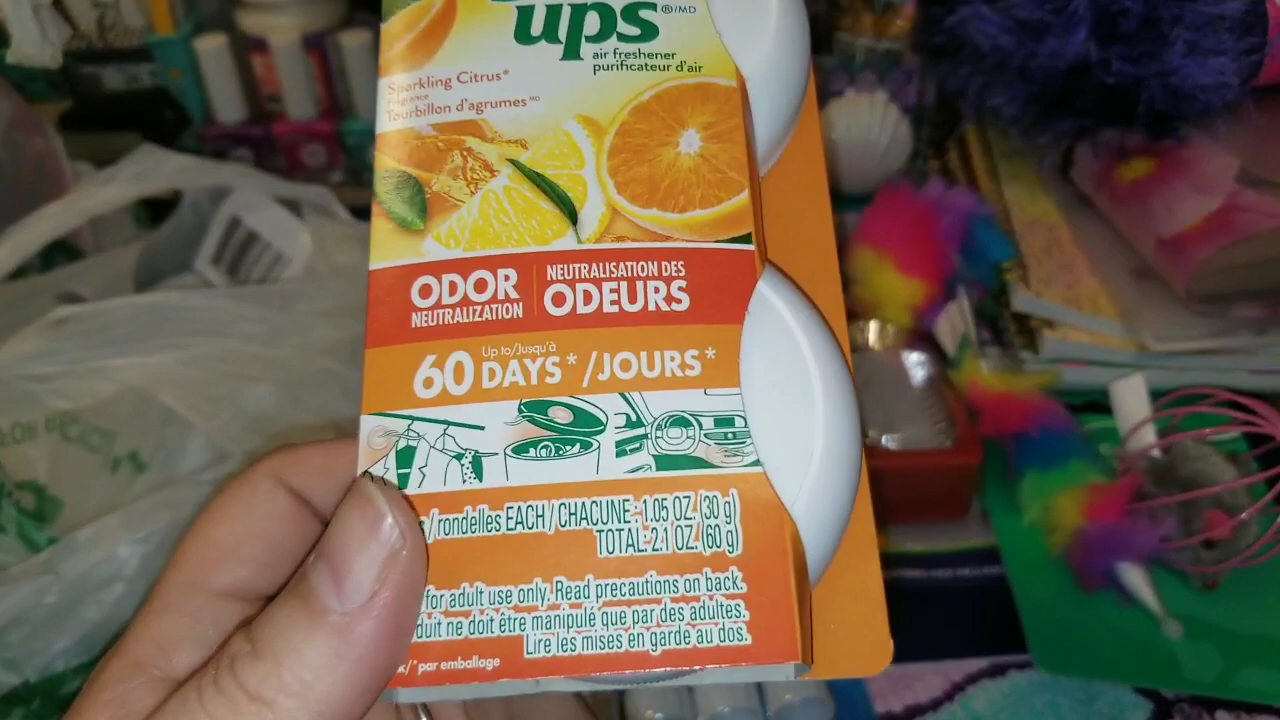 ups®/MD
air freshener
purificateur d'air
Sparkling Citrus*
fragrance
Tourbillon d'agrumes MD
ODOR
NEUTRALIZATION
NEUTRALISATION DES
ODEURS
Up to/Jusqu'à
60 DAYS*/JOURS*
/rondelles EACH/CHACUNE: 1.05 OZ. (30 g)
TOTAL: 2.1 OZ. (60 g)
for adult use only. Read precautions on back.
ne doit être manipulé que par des adultes.
Lire les mises en garde au dos.
/*par emballage